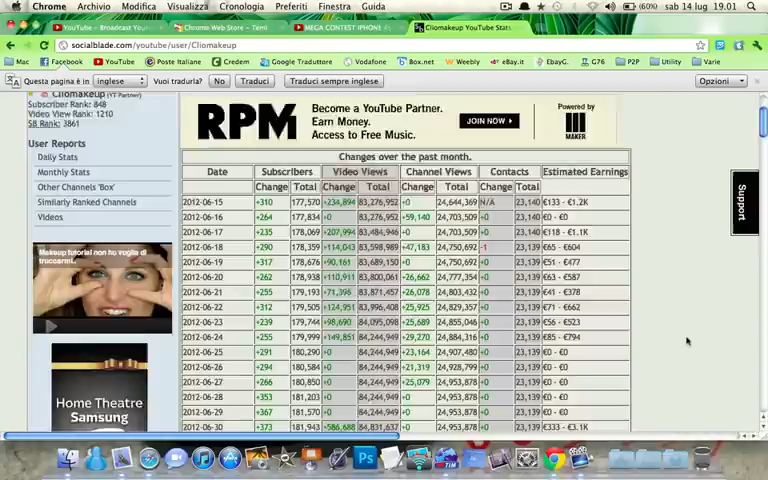 Chrome Archivio Modifica Visualizza Cronologia Preferiti Finestra Guida (60%) sab 14 lug 19.01
YouTube - Broadcast You Chrome Web Store - Temi MEGA CONTEST IPHONE 4 Cliomakeup YouTube Stats
socialblade.com/youtube/user/Cliomakeup
Mac Facebook YouTube Poste Italiane Credem Google Traduttore Vodafone Box.net Weebly eBay.it EbayG. G76 P2P Utility Varie
Questa pagina è in inglese Vuoi tradurla? No Traduci Traduci sempre inglese Opzioni
Cliomakeup (YT Partner)
Subscriber Rank: 848
Video View Rank: 1210
SB Rank: 3861
User Reports
Daily Stats
Monthly Stats
Other Channels 'Box'
Similarly Ranked Channels
Videos
Makeup tutorial non ho voglia di truccarmi.
Home Theatre
Samsung
RPM
Become a YouTube Partner.
Earn Money.
Access to Free Music.
JOIN NOW
Powered by
MAKER
Support
Changes over the past month.
Date Subscribers Video Views Channel Views Contacts Estimated Earnings
Change Total Change Total Change Total Change Total
2012-06-15 +310 177,570 +234,894 83,276,952 +0 24,644,369 N/A 23,140 €133 - €1.2K
2012-06-16 +264 177,834 +0 83,276,952 +59,140 24,703,509 +0 23,140 €0 - €0
2012-06-17 +235 178,069 +207,994 83,484,946 +0 24,703,509 +0 23,140 €118 - €1.1K
2012-06-18 +290 178,359 +114,043 83,598,989 +47,183 24,750,692 -1 23,139 €65 - €604
2012-06-19 +317 178,676 +90,161 83,689,150 +0 24,750,692 +0 23,139 €51 - €477
2012-06-20 +262 178,938 +110,911 83,800,061 +26,662 24,777,354 +0 23,139 €63 - €587
2012-06-21 +255 179,193 +71,396 83,871,457 +26,078 24,803,432 +0 23,139 €41 - €378
2012-06-22 +312 179,505 +124,951 83,996,408 +25,925 24,829,357 +0 23,139 €71 - €662
2012-06-23 +239 179,744 +98,690 84,095,098 +25,689 24,855,046 +0 23,139 €56 - €523
2012-06-24 +255 179,999 +149,851 84,244,949 +29,270 24,884,316 +0 23,139 €85 - €794
2012-06-25 +291 180,290 +0 84,244,949 +23,164 24,907,480 +0 23,139 €0 - €0
2012-06-26 +294 180,584 +0 84,244,949 +21,319 24,928,799 +0 23,139 €0 - €0
2012-06-27 +266 180,850 +0 84,244,949 +25,079 24,953,878 +0 23,139 €0 - €0
2012-06-28 +353 181,203 +0 84,244,949 +0 24,953,878 +0 23,139 €0 - €0
2012-06-29 +367 181,570 +0 84,244,949 +0 24,953,878 +0 23,139 €0 - €0
2012-06-30 +373 181,943 +586,688 84,831,637 +0 24,953,878 +0 23,139 €333 - €3.1K